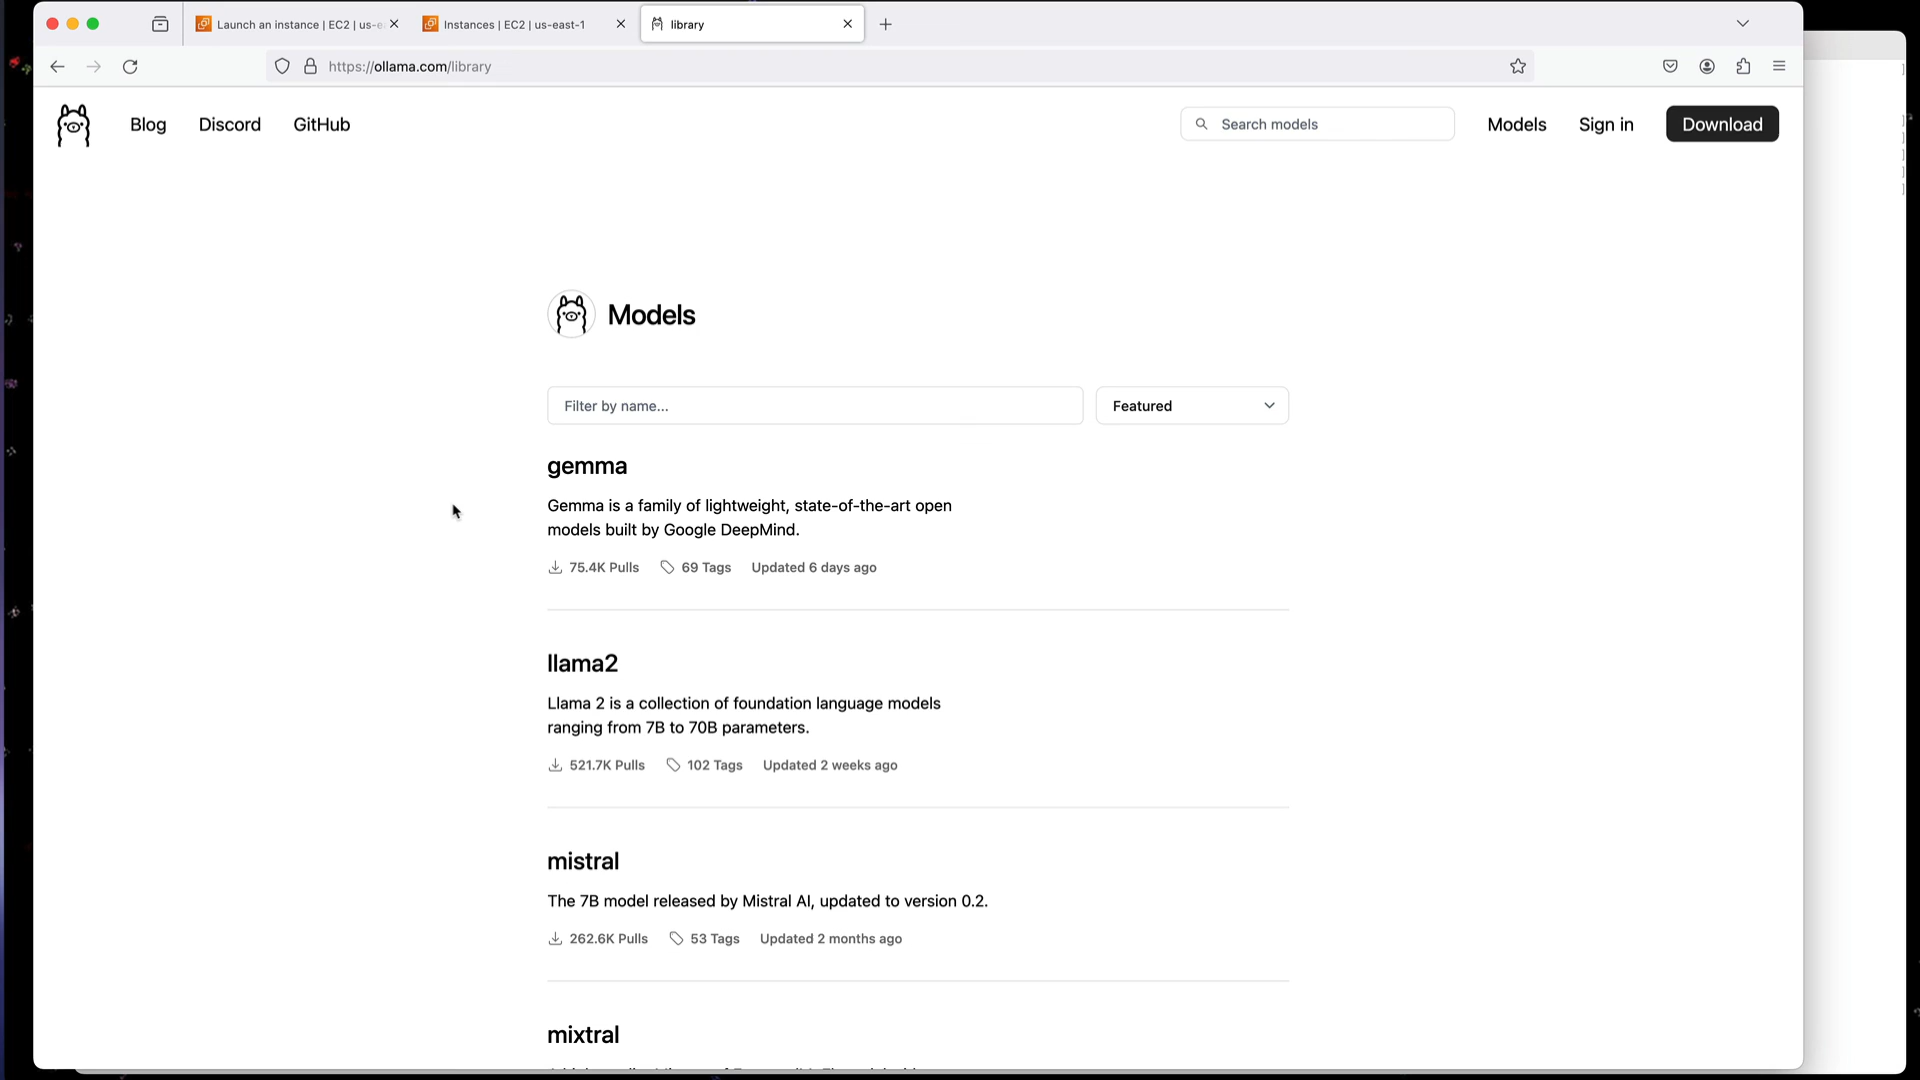 Launch an instance | EC2 | us-e
Instances | EC2 | us-east-1
library
https://ollama.com/library
Blog
Discord
GitHub
Search models
Models
Sign in
Download
Models
Filter by name...
Featured
gemma
Gemma is a family of lightweight, state-of-the-art open
models built by Google DeepMind.
75.4K Pulls
69 Tags
Updated 6 days ago
llama2
Llama 2 is a collection of foundation language models
ranging from 7B to 70B parameters.
521.7K Pulls
102 Tags
Updated 2 weeks ago
mistral
The 7B model released by Mistral AI, updated to version 0.2.
262.6K Pulls
53 Tags
Updated 2 months ago
mixtral